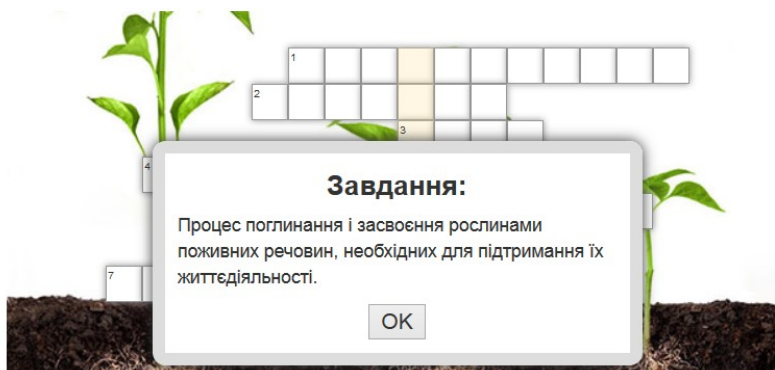 1
2
3
4
Завдання:
Процес поглинання і засвоєння рослинами
поживних речовин, необхідних для підтримання їх
життєдіяльності.
7
OK